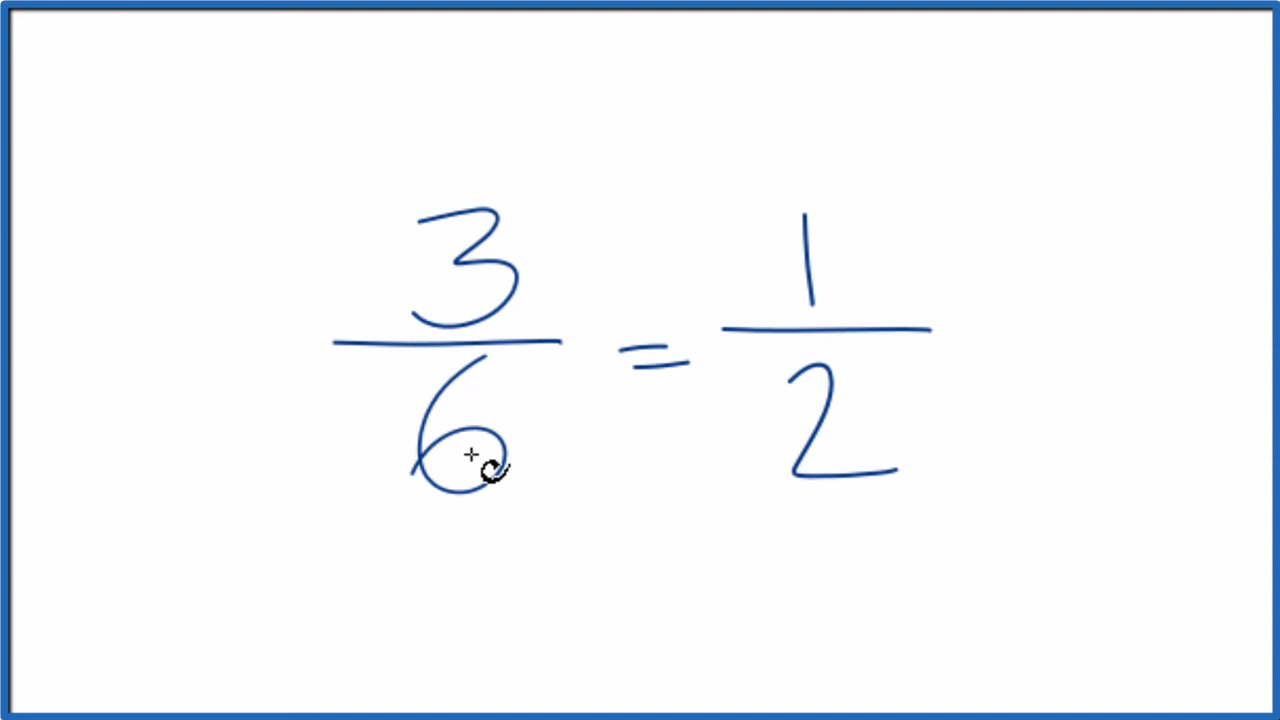 3/6 = 1/2